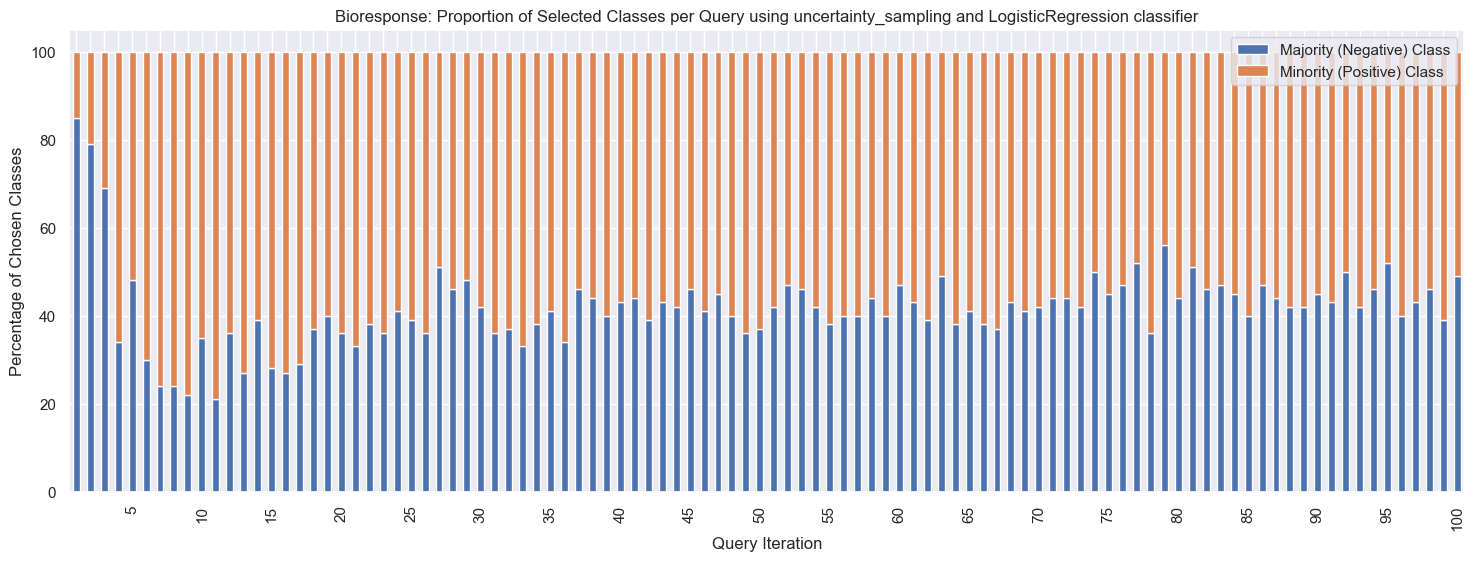 Bioresponse: Proportion of Selected Classes per Query using uncertainty_sampling and LogisticRegression classifier
Majority (Negative) Class
Minority (Positive) Class
Percentage of Chosen Classes
100
80
60
40
20
0
5 10 15 20 25 30 35 40 45 50 55 60 65 70 75 80 85 90 95 100
Query Iteration